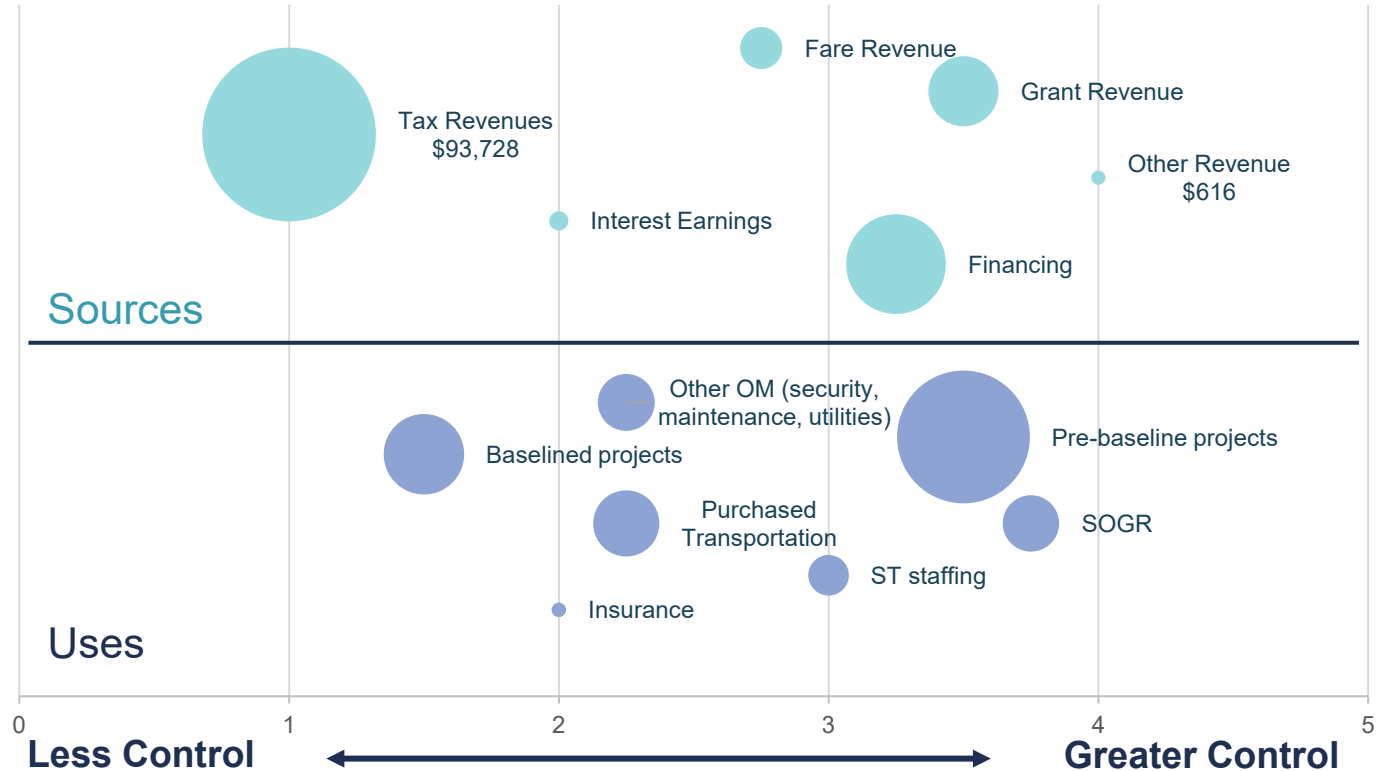 Fare Revenue
Grant Revenue
Tax Revenues
$93,728
Other Revenue
$616
Interest Earnings
Financing
Sources
Other OM (security,
maintenance, utilities)
Pre-baseline projects
Baselined projects
Purchased
Transportation
SOGR
ST staffing
Insurance
Uses
0 1 2 3 4 5
Less Control Greater Control